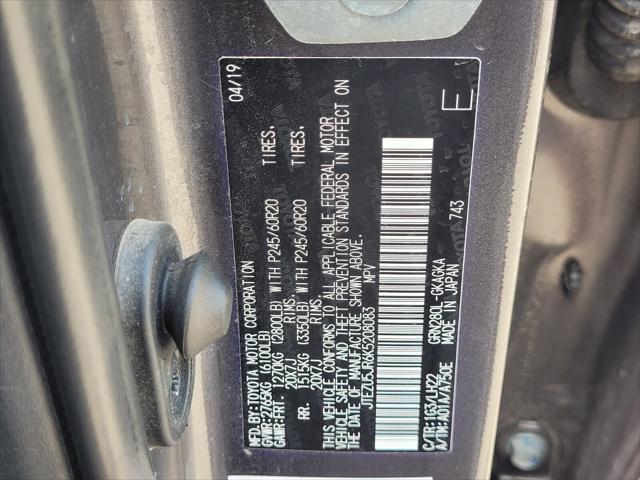 MFD.BY:TOYOTA MOTOR CORPORATION 04/19
GVWR:2765KG (6100LB)
GAWR:FRT. 1270KG (2800LB) WITH P245/60R20 TIRES.
20X7J RIMS.
RR. 1515KG (3350LB) WITH P245/60R20 TIRES.
20X7J RIMS.
THIS VEHICLE CONFORMS TO ALL APPLICABLE FEDERAL MOTOR
VEHICLE SAFETY AND THEFT PREVENTION STANDARDS IN EFFECT ON
THE DATE OF MANUFACTURE SHOWN ABOVE.
JTEZU5JR6K5208083 MPV
C/TR:1G3/LH22 GRN280L-GKAGKA 743 E
A/TM:A01A/A750E MADE IN JAPAN